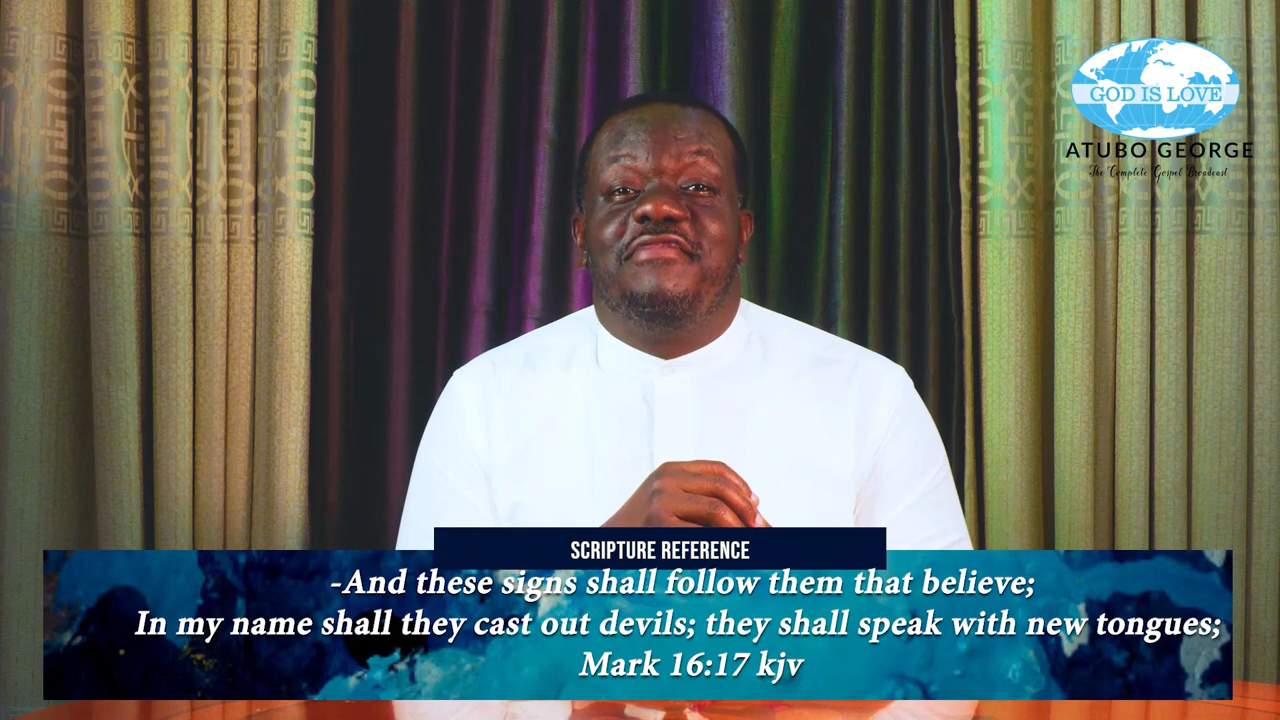 GOD IS LOVE
ATUBO GEORGE
The Complete Gospel Broadcast
SCRIPTURE REFERENCE
-And these signs shall follow them that believe;
In my name shall they cast out devils; they shall speak with new tongues;
Mark 16:17 kjv